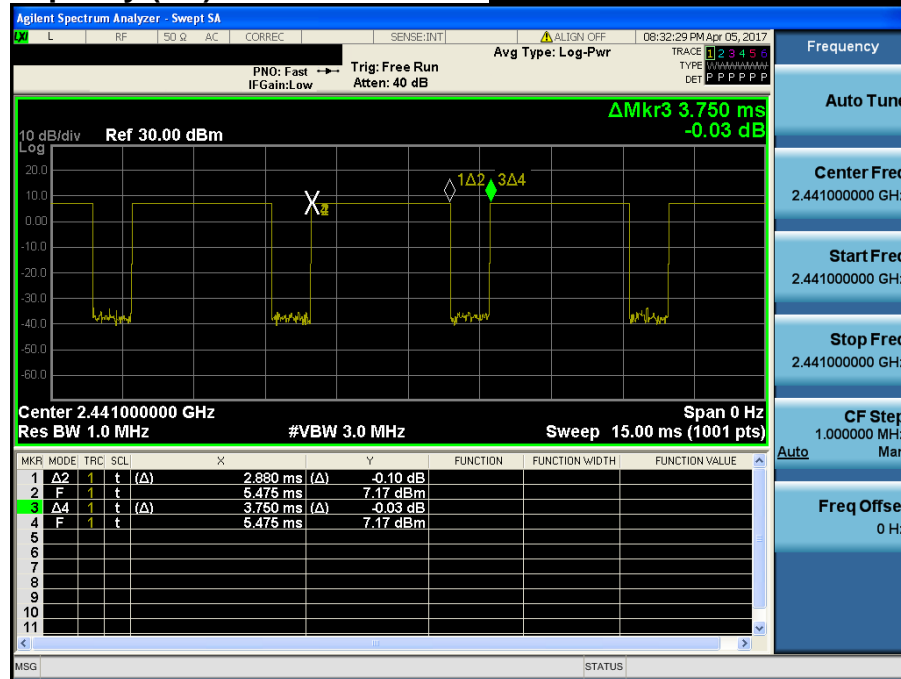 Agilent Spectrum Analyzer - Swept SA
LXI L RF 50 Ω AC CORREC SENSE:INT ALIGN OFF 08:32:29 PM Apr 05, 2017
Avg Type: Log-Pwr
TRACE 1 2 3 4 5 6
TYPE WWWWWW
DET P P P P P P
PNO: Fast
IFGain:Low
Trig: Free Run
Atten: 40 dB
ΔMkr3 3.750 ms
-0.03 dB
10 dB/div Ref 30.00 dBm
Log
20.0
10.0
0.00
-10.0
-20.0
-30.0
-40.0
-50.0
-60.0
1Δ2 3Δ4
Center 2.441000000 GHz Span 0 Hz
Res BW 1.0 MHz #VBW 3.0 MHz Sweep 15.00 ms (1001 pts)
MKR MODE TRC SCL X Y FUNCTION FUNCTION WIDTH FUNCTION VALUE
1 Δ2 1 t (Δ) 2.880 ms (Δ) -0.10 dB
2 F 1 t 5.475 ms 7.17 dBm
3 Δ4 1 t (Δ) 3.750 ms (Δ) -0.03 dB
4 F 1 t 5.475 ms 7.17 dBm
5
6
7
8
9
10
11
MSG STATUS
Frequency
Auto Tune
Center Freq
2.441000000 GHz
Start Freq
2.441000000 GHz
Stop Freq
2.441000000 GHz
CF Step
1.000000 MHz
Auto Man
Freq Offset
0 Hz